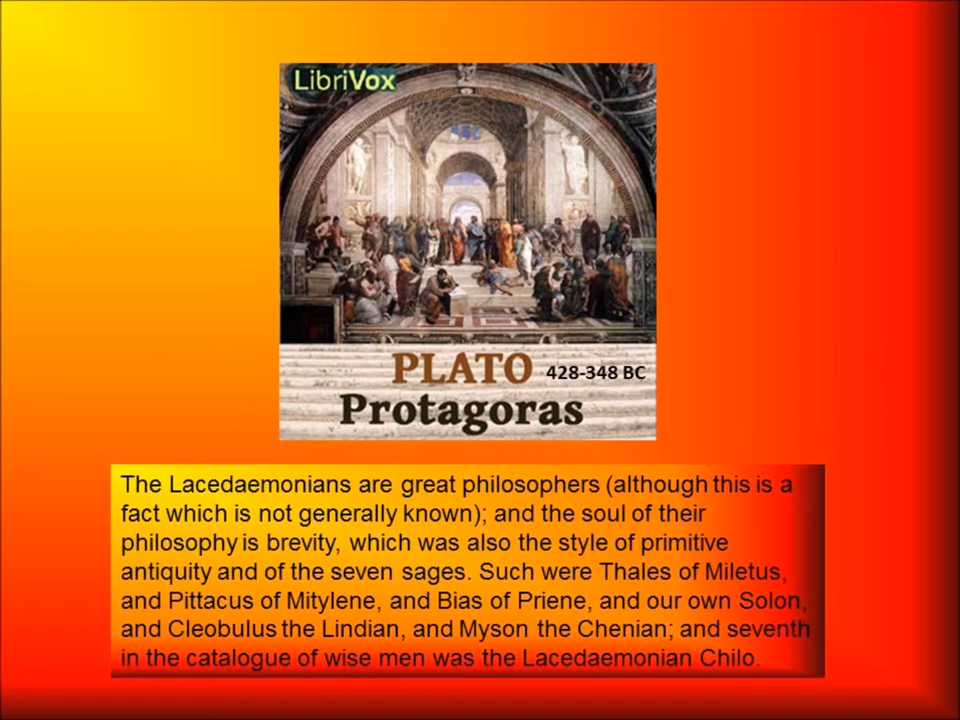 LibriVox
PLATO 428-348 BC
Protagoras
The Lacedaemonians are great philosophers (although this is a
fact which is not generally known); and the soul of their
philosophy is brevity, which was also the style of primitive
antiquity and of the seven sages. Such were Thales of Miletus,
and Pittacus of Mitylene, and Bias of Priene, and our own Solon,
and Cleobulus the Lindian, and Myson the Chenian; and seventh
in the catalogue of wise men was the Lacedaemonian Chilo.